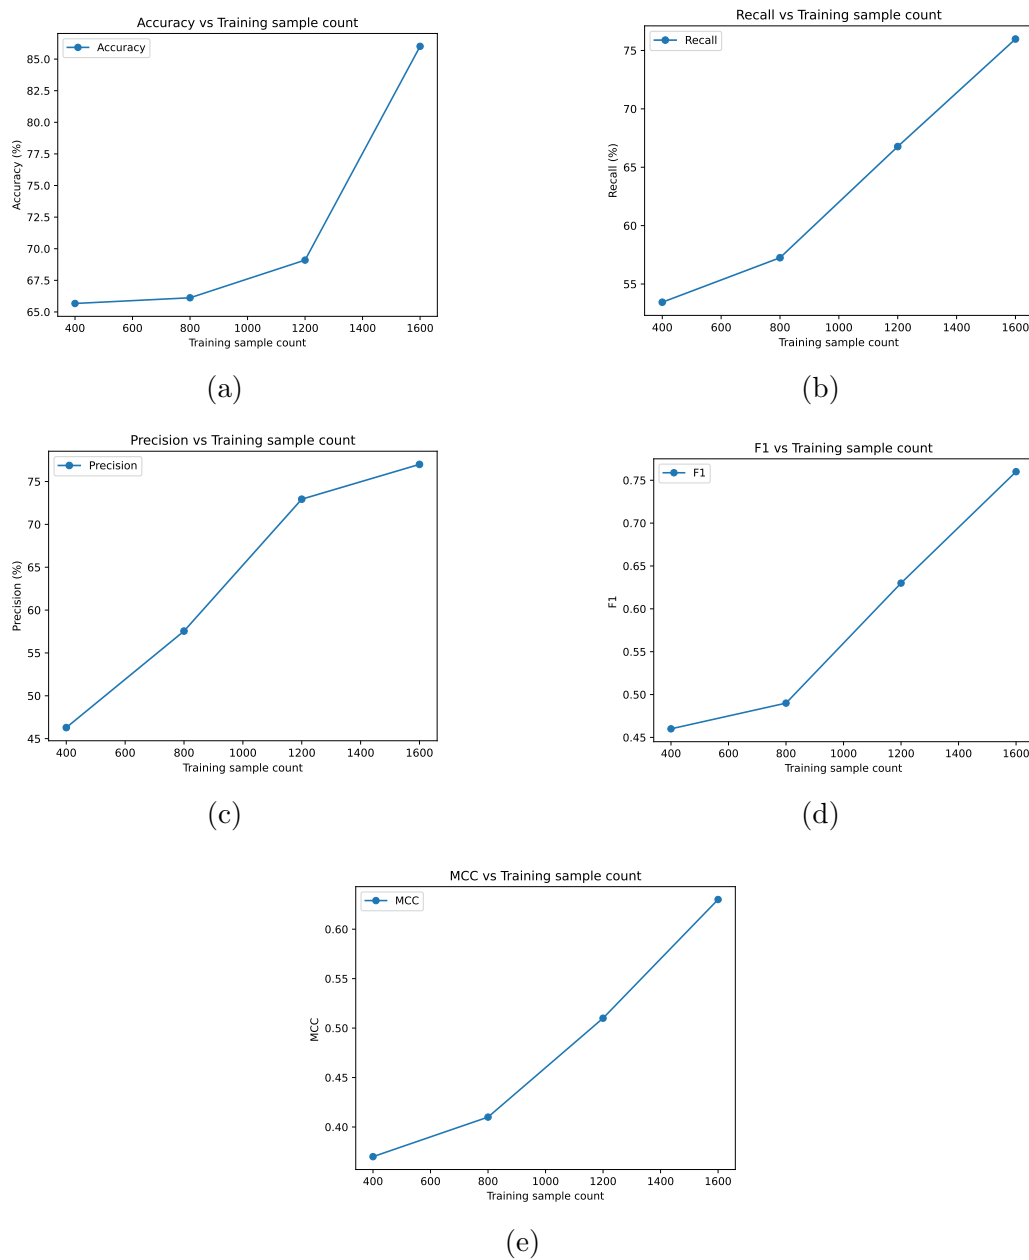 Accuracy vs Training sample count
Accuracy
85.0
82.5
80.0
77.5
75.0
72.5
70.0
67.5
65.0
Accuracy (%)
400 600 800 1000 1200 1400 1600
Training sample count
(a)
Recall vs Training sample count
Recall
75
70
65
60
55
Recall (%)
400 600 800 1000 1200 1400 1600
Training sample count
(b)
Precision vs Training sample count
Precision
75
70
65
60
55
50
45
Precision (%)
400 600 800 1000 1200 1400 1600
Training sample count
(c)
F1 vs Training sample count
F1
0.75
0.70
0.65
0.60
0.55
0.50
0.45
F1
400 600 800 1000 1200 1400 1600
Training sample count
(d)
MCC vs Training sample count
MCC
0.60
0.55
0.50
0.45
0.40
MCC
400 600 800 1000 1200 1400 1600
Training sample count
(e)